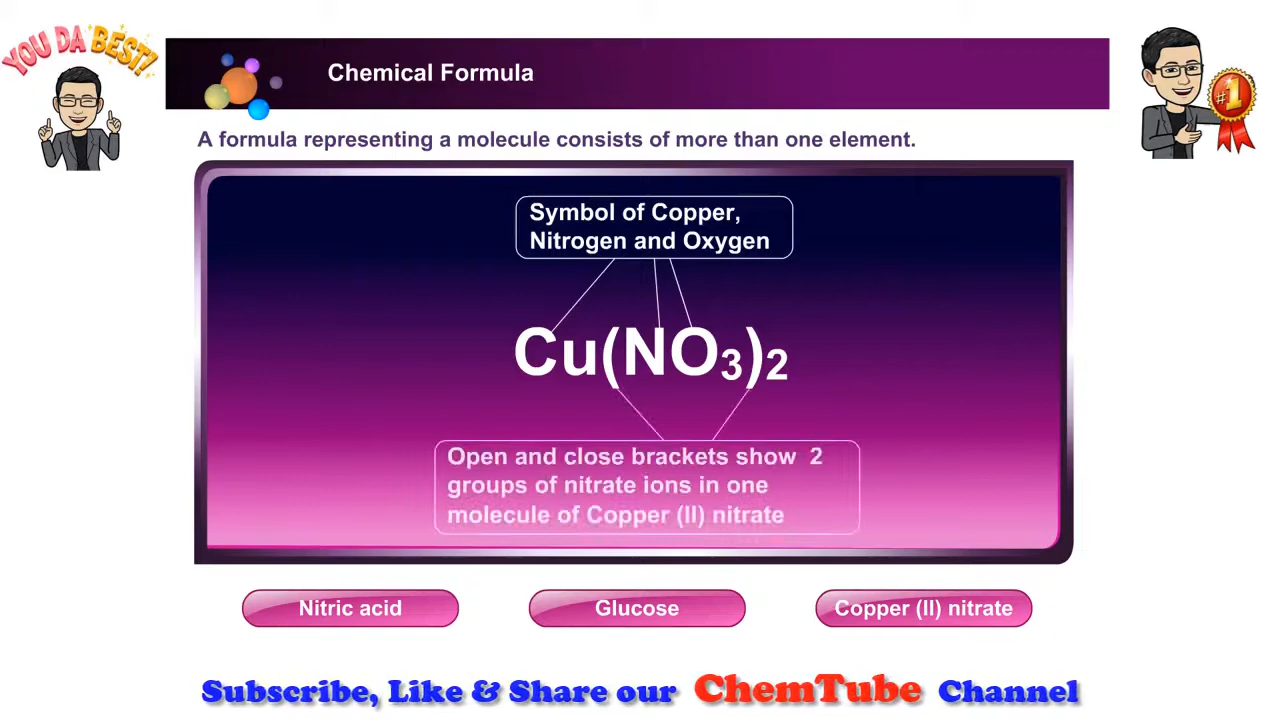 YOU DA BEST!
#1
Chemical Formula
A formula representing a molecule consists of more than one element.
Symbol of Copper,
Nitrogen and Oxygen
Cu(NO3)2
Open and close brackets show 2
groups of nitrate ions in one
molecule of Copper (II) nitrate
Nitric acid
Glucose
Copper (II) nitrate
Subscribe, Like & Share our ChemTube Channel